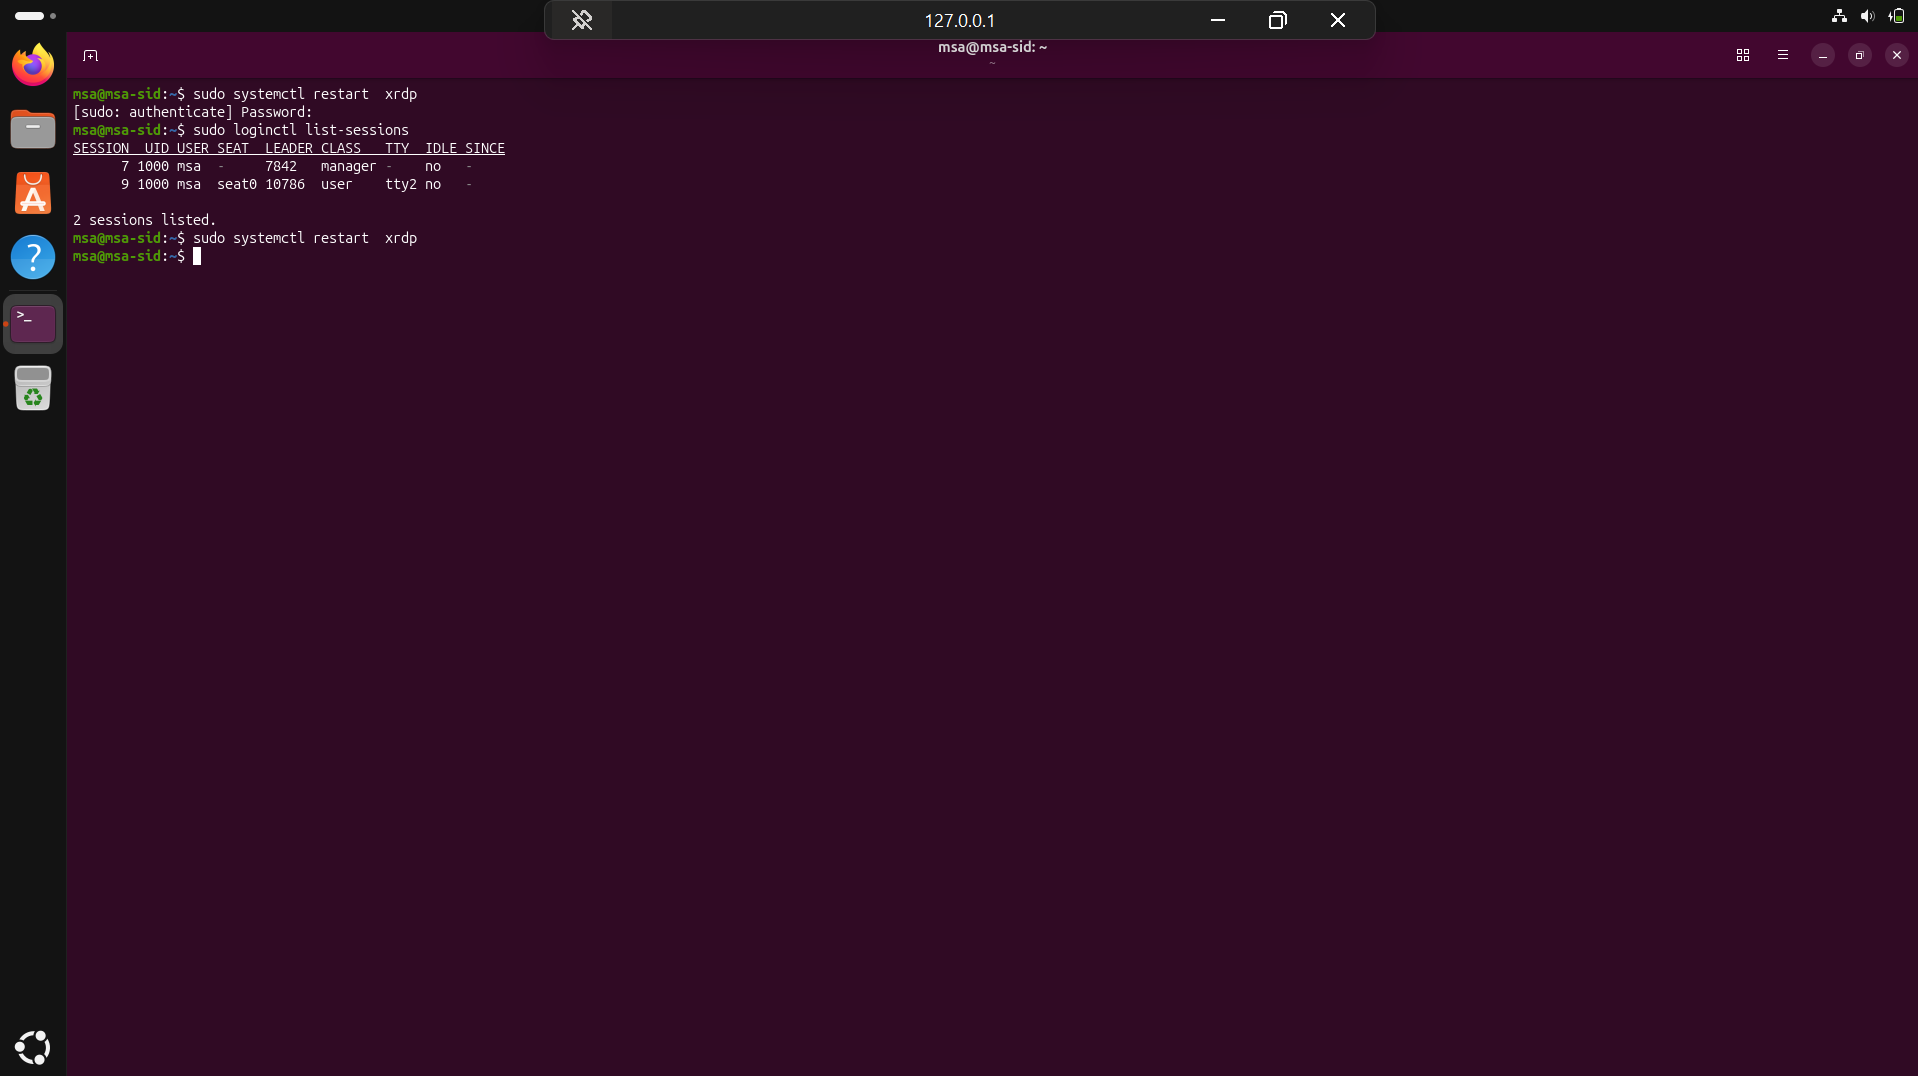 127.0.0.1
msa@msa-sid: ~
~
msa@msa-sid:~$ sudo systemctl restart  xrdp
[sudo: authenticate] Password:
msa@msa-sid:~$ sudo loginctl list-sessions
SESSION  UID USER SEAT  LEADER CLASS   TTY  IDLE SINCE
      7 1000 msa  -     7842   manager -    no   -
      9 1000 msa  seat0 10786  user    tty2 no   -
2 sessions listed.
msa@msa-sid:~$ sudo systemctl restart  xrdp
msa@msa-sid:~$